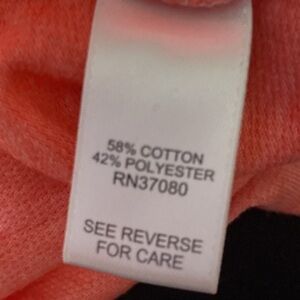 58% COTTON
42% POLYESTER
RN37080
SEE REVERSE
FOR CARE